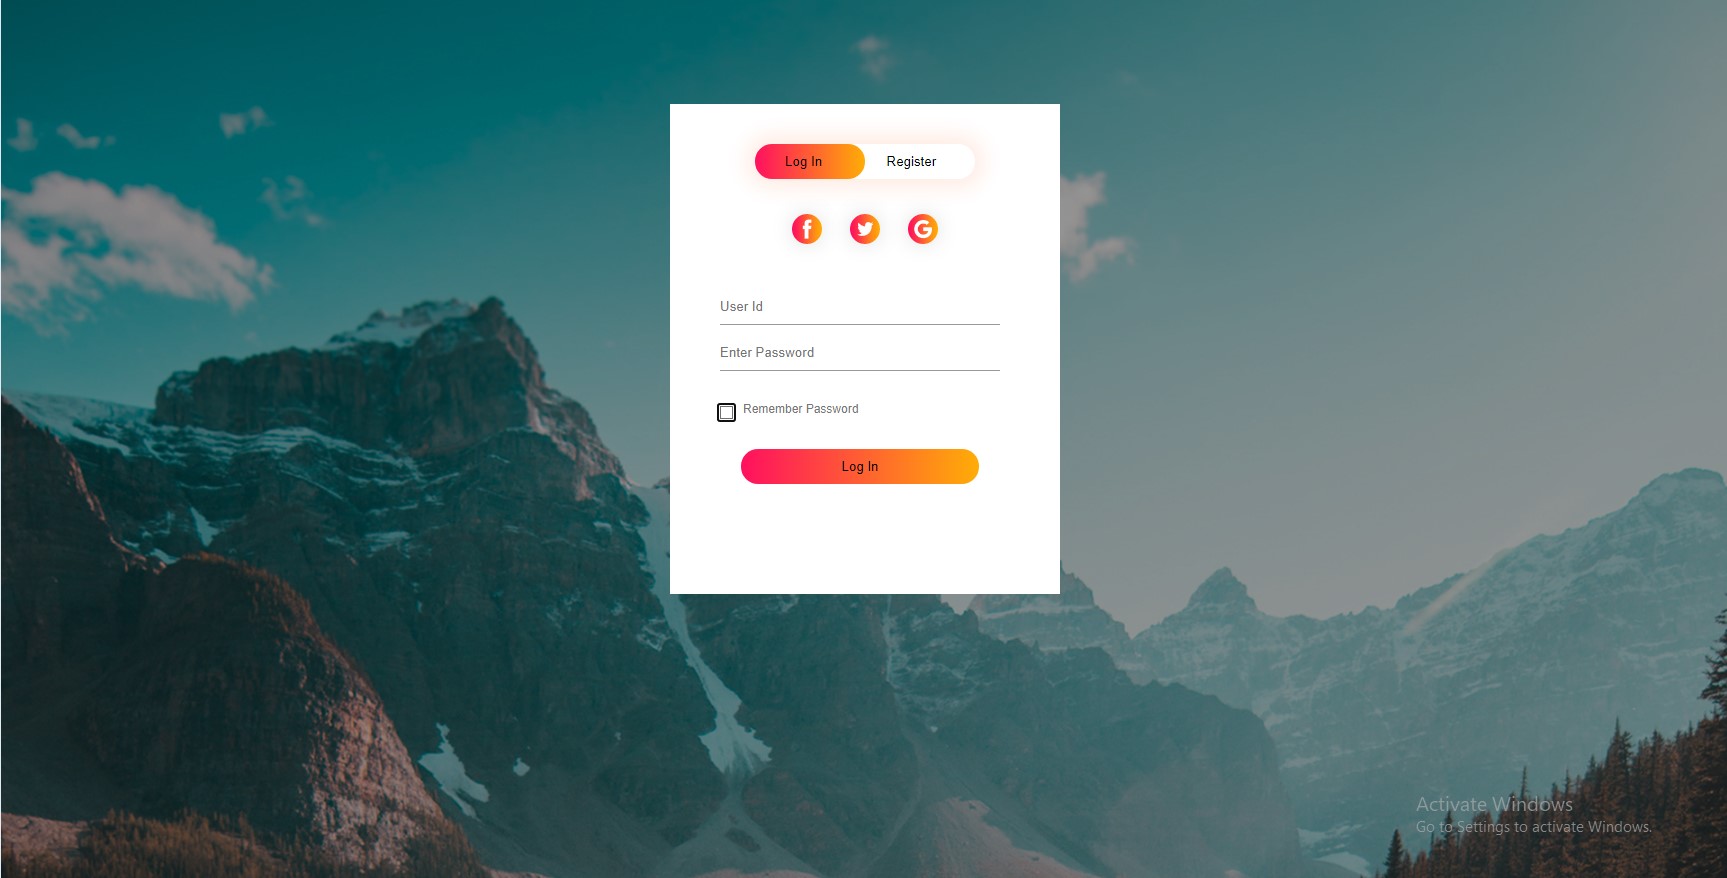 Log In
Register
User Id
Enter Password
Remember Password
Log In
Activate Windows
Go to Settings to activate Windows.